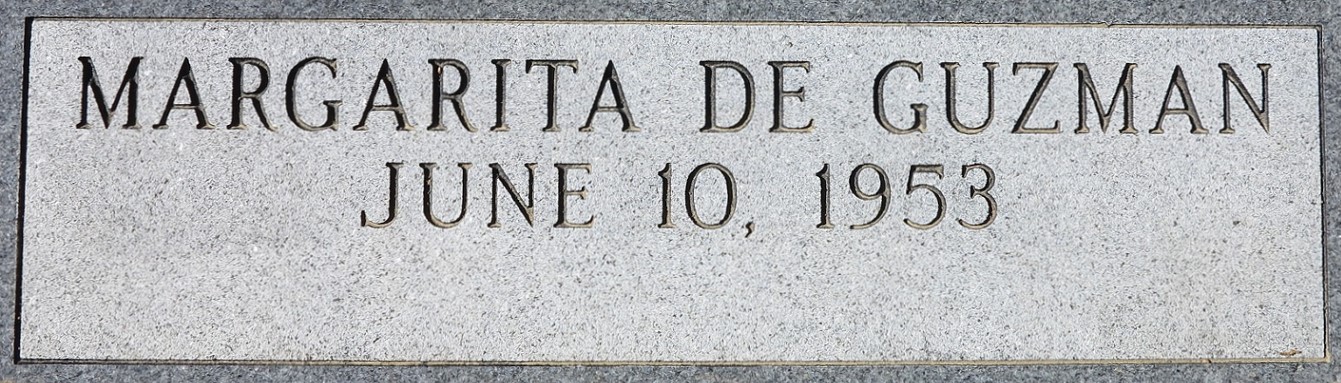 MARGARITA DE GUZMAN
JUNE 10, 1953